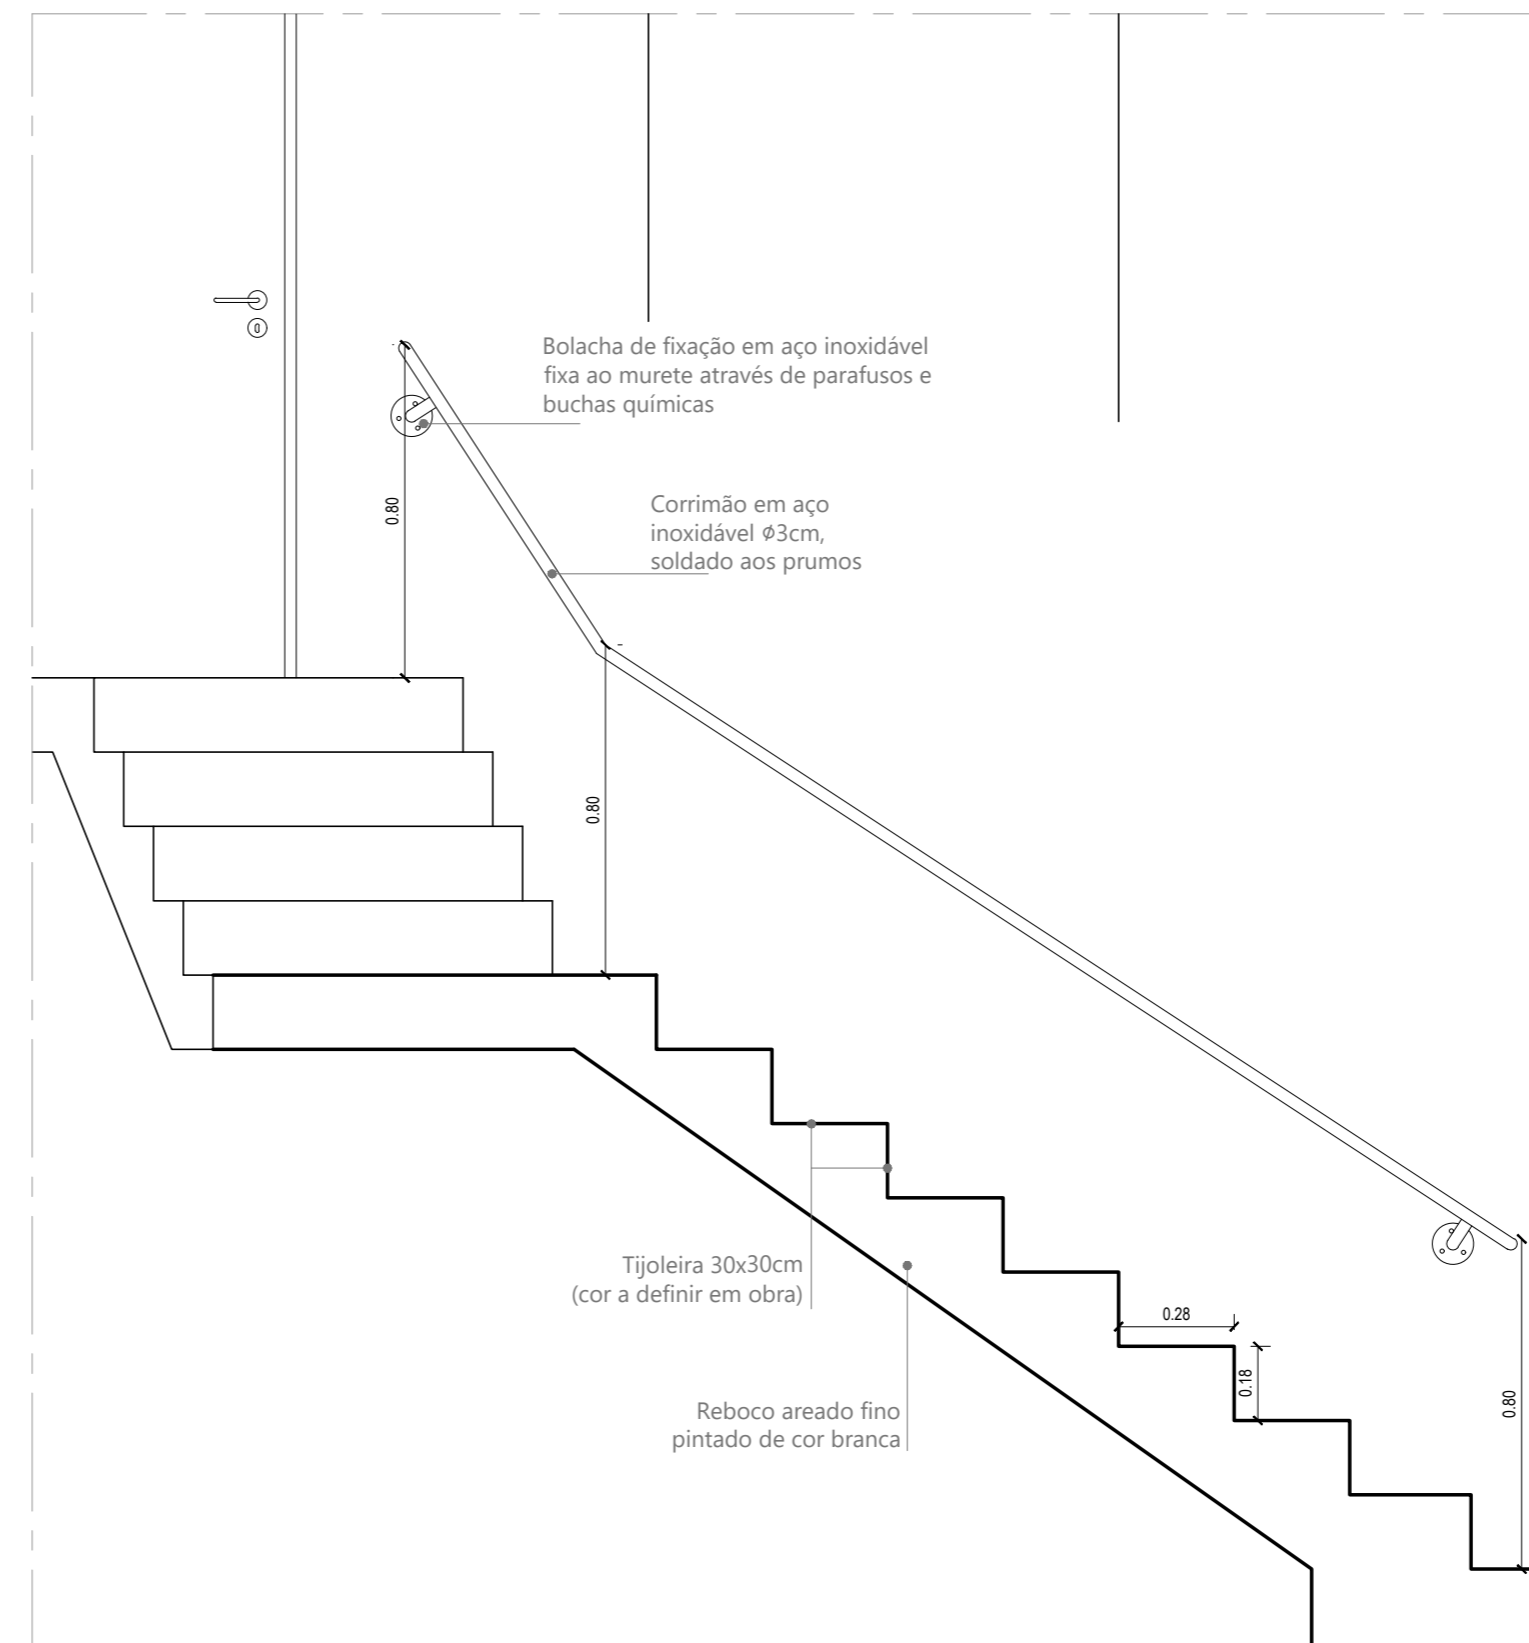 Bolacha de fixação em aço inoxidável
fixa ao murete através de parafusos e
buchas químicas
0.80
Corrimão em aço
inoxidável Ø3cm,
soldado aos prumos
0.80
Tijoleira 30x30cm
(cor a definir em obra)
0.28
0.18
0.80
Reboco areado fino
pintado de cor branca